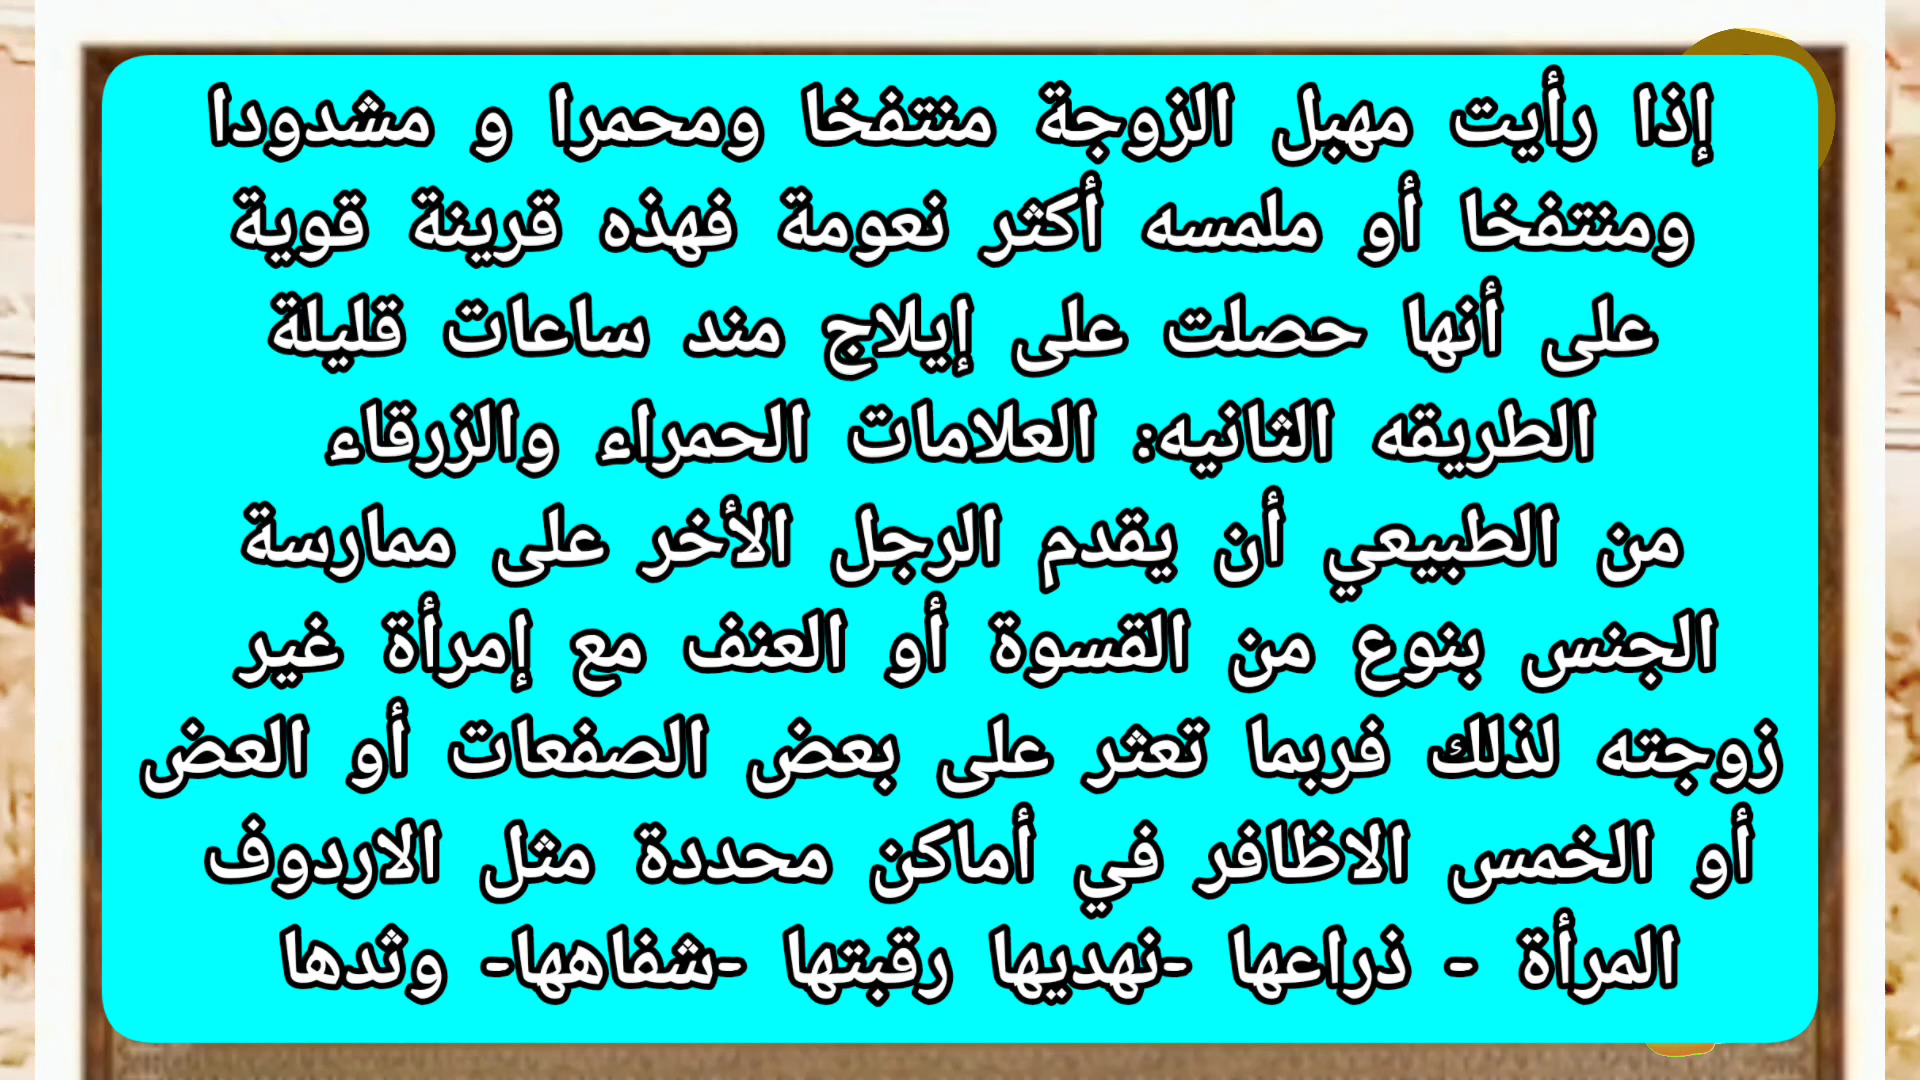 إذا رأيت مهبل الزوجة منتفخا ومحمرا و مشدودا
ومنتفخا أو ملمسه أكثر نعومة فهذه قرينة قوية
على أنها حصلت على إيلاج مند ساعات قليلة
الطريقه الثانيه: العلامات الحمراء والزرقاء
من الطبيعي أن يقدم الرجل الأخر على ممارسة
الجنس بنوع من القسوة أو العنف مع إمرأة غير
زوجته لذلك فربما تعثر على بعض الصفعات أو العض
أو الخمس الاظافر في أماكن محددة مثل الاردوف
المرأة - ذراعها -نهديها رقبتها -شفاهها- وثدها